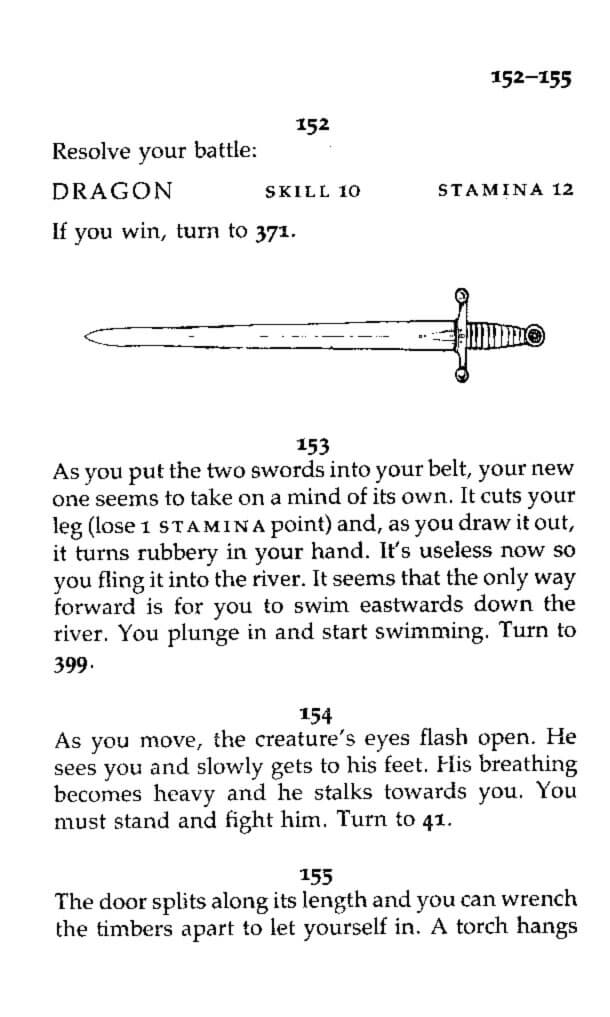 152–155
152
Resolve your battle:
DRAGON SKILL 10 STAMINA 12
If you win, turn to 371.
153
As you put the two swords into your belt, your new
one seems to take on a mind of its own. It cuts your
leg (lose 1 STAMINA point) and, as you draw it out,
it turns rubbery in your hand. It's useless now so
you fling it into the river. It seems that the only way
forward is for you to swim eastwards down the
river. You plunge in and start swimming. Turn to
399.
154
As you move, the creature's eyes flash open. He
sees you and slowly gets to his feet. His breathing
becomes heavy and he stalks towards you. You
must stand and fight him. Turn to 41.
155
The door splits along its length and you can wrench
the timbers apart to let yourself in. A torch hangs